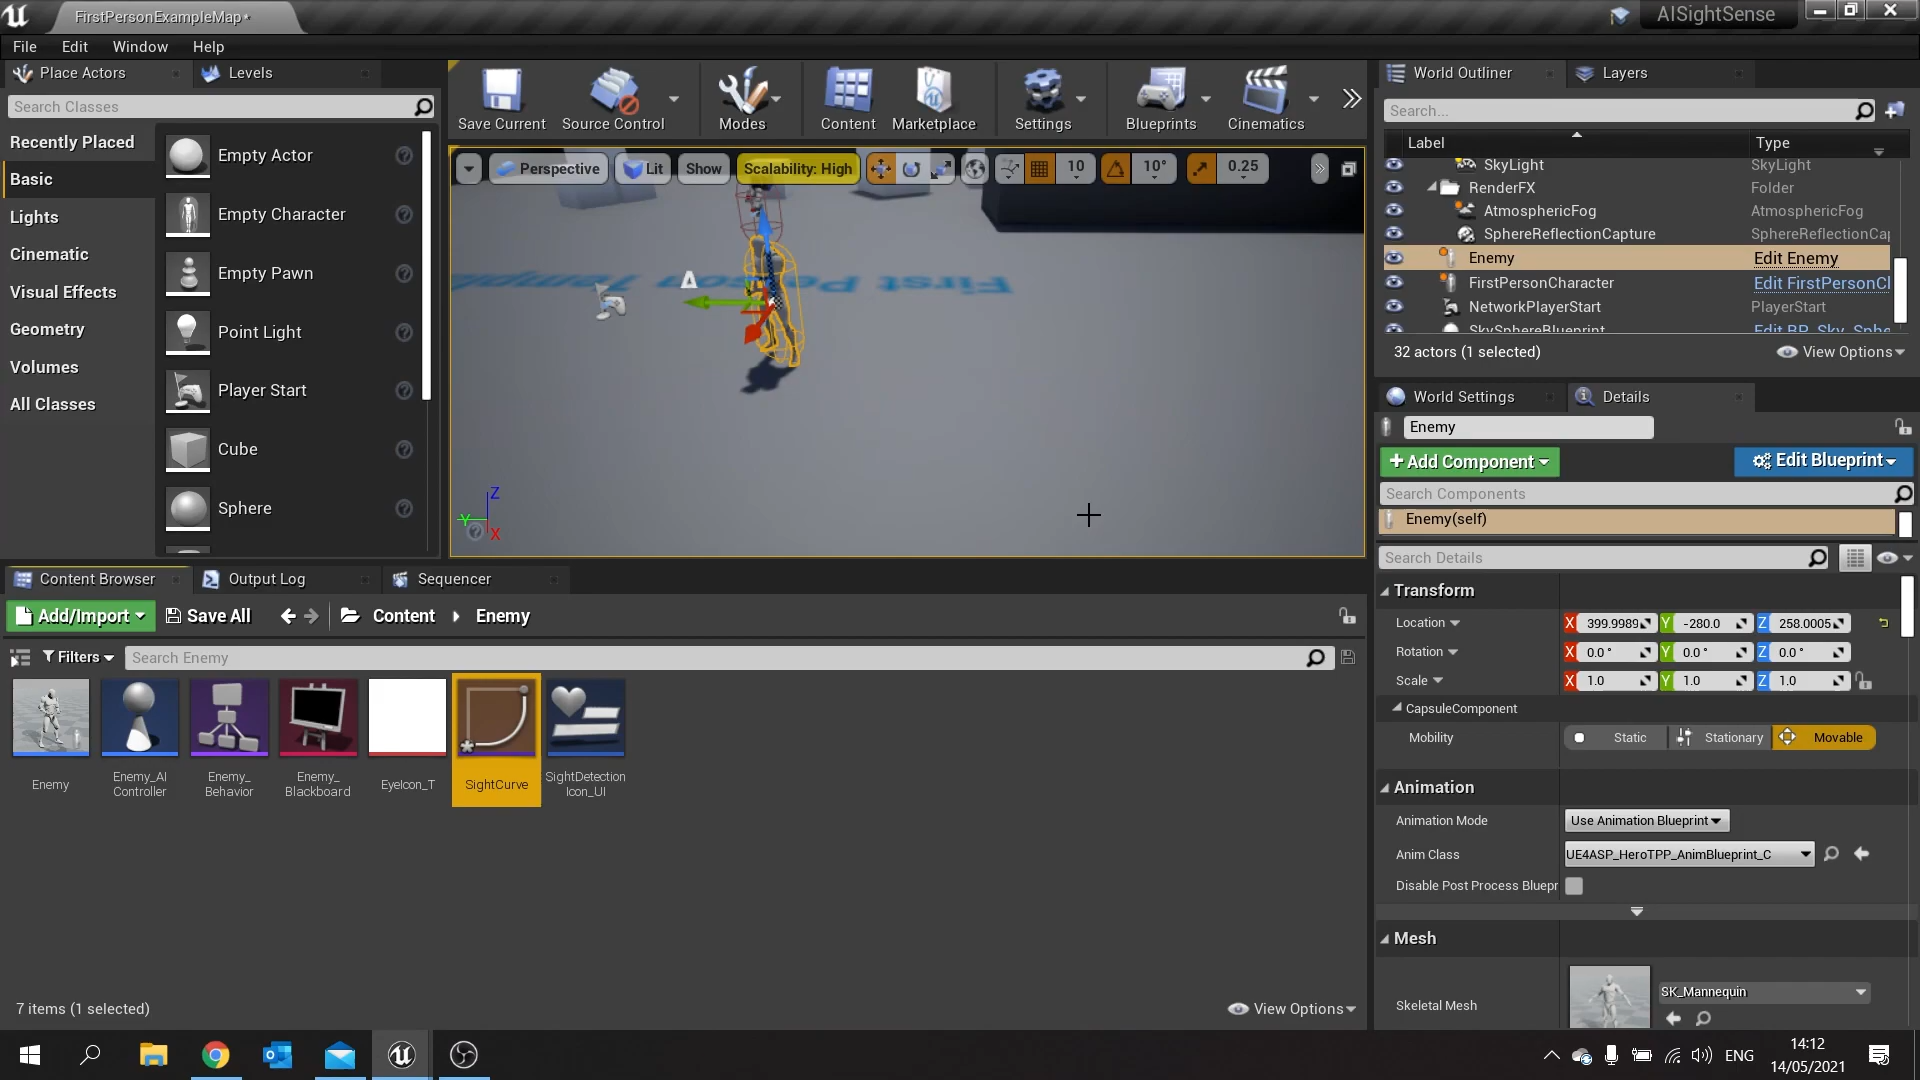 FirstPersonExampleMap*
AISightSense
File Edit Window Help
Place Actors
Levels
Search Classes
Recently Placed
Basic
Lights
Cinematic
Visual Effects
Geometry
Volumes
All Classes
Empty Actor
Empty Character
Empty Pawn
Point Light
Player Start
Cube
Sphere
Save Current
Source Control
Modes
Content
Marketplace
Settings
Blueprints
Cinematics
Perspective
Lit
Show
Scalability: High
10
10°
0.25
First Person Template
A
Z
Y
X
World Outliner
Layers
Search...
Label Type
SkyLight SkyLight
RenderFX Folder
AtmosphericFog AtmosphericFog
SphereReflectionCapture SphereReflectionCap
Enemy Edit Enemy
FirstPersonCharacter Edit FirstPersonCl
NetworkPlayerStart PlayerStart
SkySphereBlueprint Edit BP_Sky_Sphe
32 actors (1 selected)
View Options
World Settings
Details
Enemy
+Add Component
Edit Blueprint
Search Components
Enemy(self)
Search Details
Transform
Location X 399.9989 Y -280.0 Z 258.0005
Rotation X 0.0 ° Y 0.0 ° Z 0.0 °
Scale X 1.0 Y 1.0 Z 1.0
CapsuleComponent
Mobility Static Stationary Movable
Animation
Animation Mode Use Animation Blueprint
Anim Class UE4ASP_HeroTPP_AnimBlueprint_C
Disable Post Process Bluepr
Mesh
Skeletal Mesh SK_Mannequin
Content Browser
Output Log
Sequencer
Add/Import
Save All
Content
Enemy
Filters
Search Enemy
Enemy
Enemy_AI
Controller
Enemy_
Behavior
Enemy_
Blackboard
EyeIcon_T
SightCurve
SightDetection
Icon_UI
7 items (1 selected)
View Options
ENG
14:12
14/05/2021